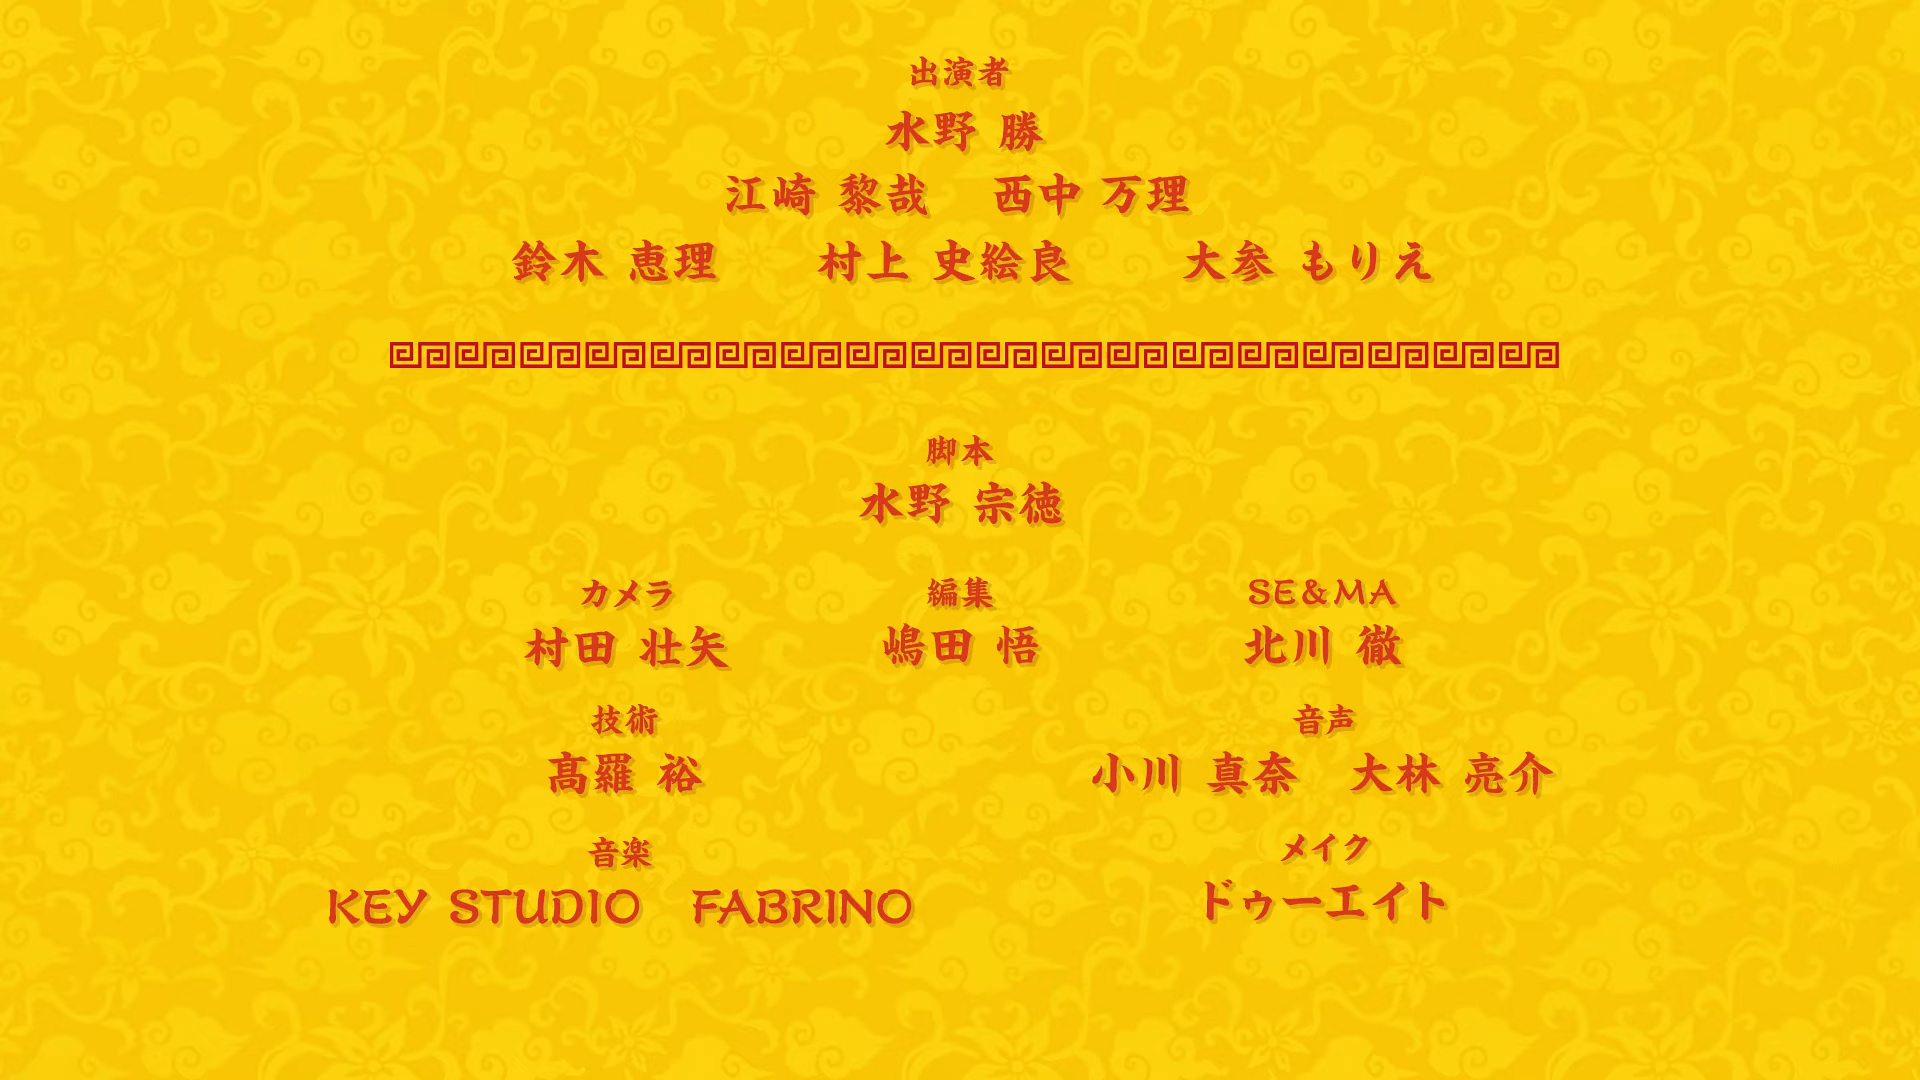 出演者
水野 勝
江崎 黎哉　西中 万理
鈴木 恵理　村上 史絵良　大参 もりえ
脚本
水野 宗徳
カメラ　編集　SE&MA
村田 壮矢　嶋田 悟　北川 徹
技術　音声
髙羅 裕　小川 真奈　大林 亮介
音楽　メイク
KEY STUDIO　FABRINO　ドゥーエイト